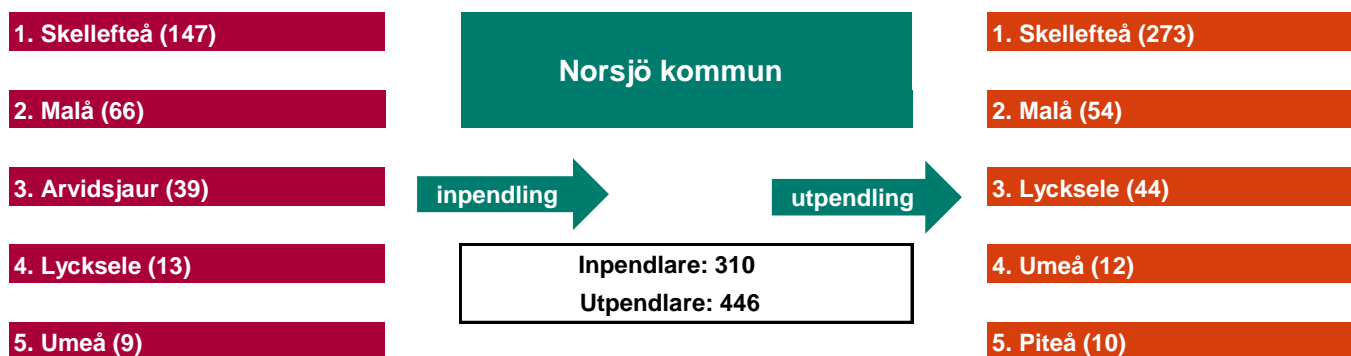 1. Skellefteå (147)
2. Malå (66)
3. Arvidsjaur (39)
4. Lycksele (13)
5. Umeå (9)
Norsjö kommun
inpendling
utpendling
Inpendlare: 310
Utpendlare: 446
1. Skellefteå (273)
2. Malå (54)
3. Lycksele (44)
4. Umeå (12)
5. Piteå (10)